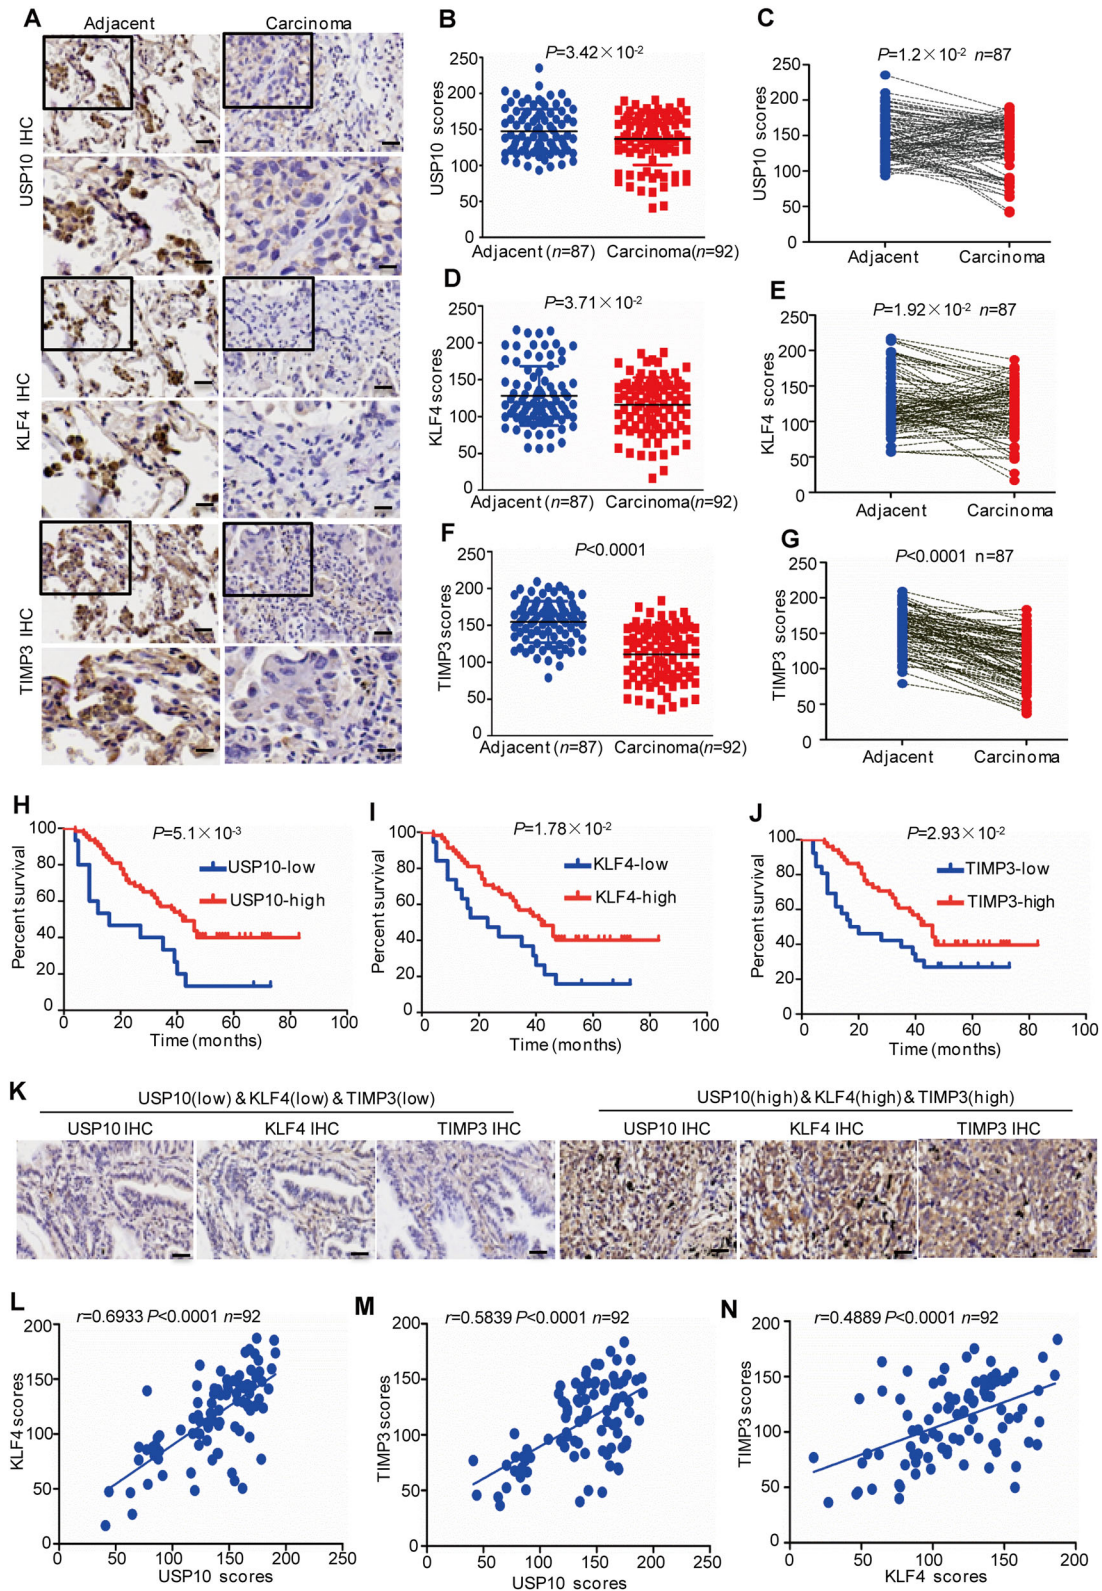 A
Adjacent
Carcinoma
USP10 IHC
KLF4 IHC
TIMP3 IHC
B
P=3.42×10-2
USP10 scores
250
200
150
100
50
0
Adjacent (n=87)
Carcinoma(n=92)
C
P=1.2×10-2 n=87
USP10 scores
250
200
150
100
50
0
Adjacent
Carcinoma
D
P=3.71×10-2
KLF4 scores
250
200
150
100
50
0
Adjacent (n=87)
Carcinoma(n=92)
E
P=1.92×10-2 n=87
KLF4 scores
250
200
150
100
50
0
Adjacent
Carcinoma
F
P<0.0001
TIMP3 scores
250
200
150
100
50
0
Adjacent (n=87)
Carcinoma(n=92)
G
P<0.0001 n=87
TIMP3 scores
250
200
150
100
50
0
Adjacent
Carcinoma
H
P=5.1×10-3
USP10-low
USP10-high
Percent survival
100
80
60
40
20
0
0 20 40 60 80 100
Time (months)
I
P=1.78×10-2
KLF4-low
KLF4-high
Percent survival
100
80
60
40
20
0
0 20 40 60 80 100
Time (months)
J
P=2.93×10-2
TIMP3-low
TIMP3-high
Percent survival
100
80
60
40
20
0
0 20 40 60 80 100
Time (months)
K
USP10(low) & KLF4(low) & TIMP3(low)
USP10(high) & KLF4(high) & TIMP3(high)
USP10 IHC
KLF4 IHC
TIMP3 IHC
USP10 IHC
KLF4 IHC
TIMP3 IHC
L
r=0.6933 P<0.0001 n=92
KLF4 scores
200
150
100
50
0
0 50 100 150 200 250
USP10 scores
M
r=0.5839 P<0.0001 n=92
TIMP3 scores
200
150
100
50
0
0 50 100 150 200 250
USP10 scores
N
r=0.4889 P<0.0001 n=92
TIMP3 scores
200
150
100
50
0
0 50 100 150 200
KLF4 scores